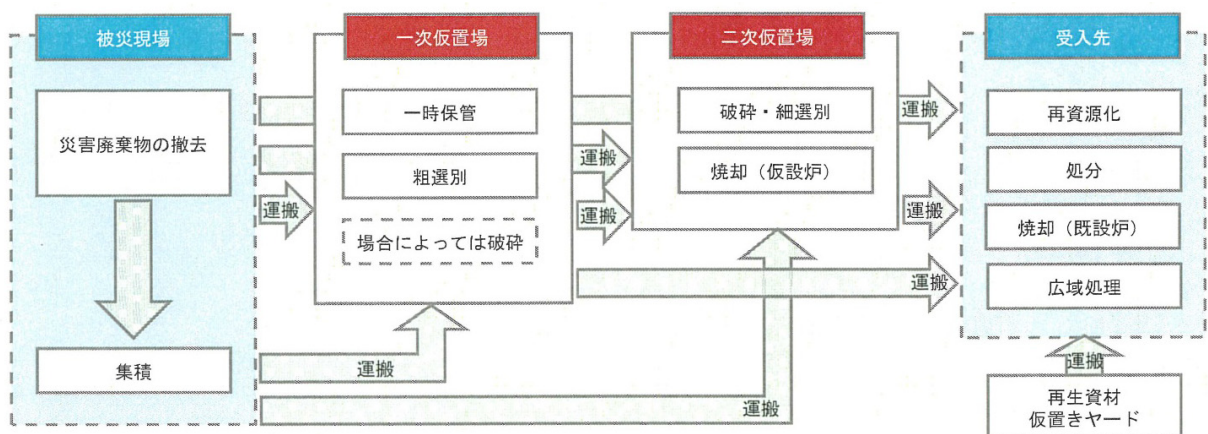 被災現場
災害廃棄物の撤去
集積
運搬
一次仮置場
一時保管
粗選別
場合によっては破砕
運搬
運搬
運搬
運搬
二次仮置場
破砕・細選別
焼却（仮設炉）
運搬
運搬
運搬
受入先
再資源化
処分
焼却（既設炉）
広域処理
運搬
再生資材
仮置きヤード